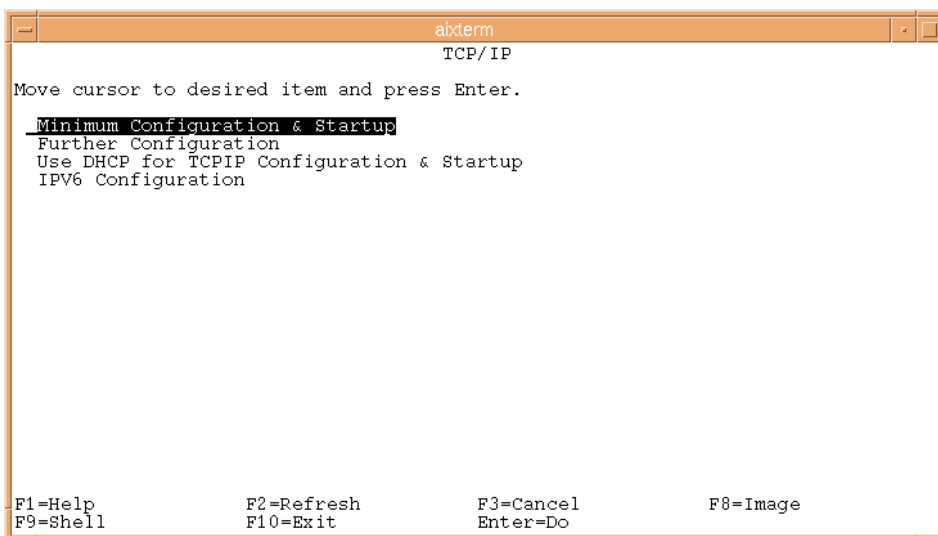 aixterm
TCP/IP
Move cursor to desired item and press Enter.
Minimum Configuration & Startup
Further Configuration
Use DHCP for TCPIP Configuration & Startup
IPV6 Configuration
F1=Help F2=Refresh F3=Cancel F8=Image
F9=Shell F10=Exit Enter=Do